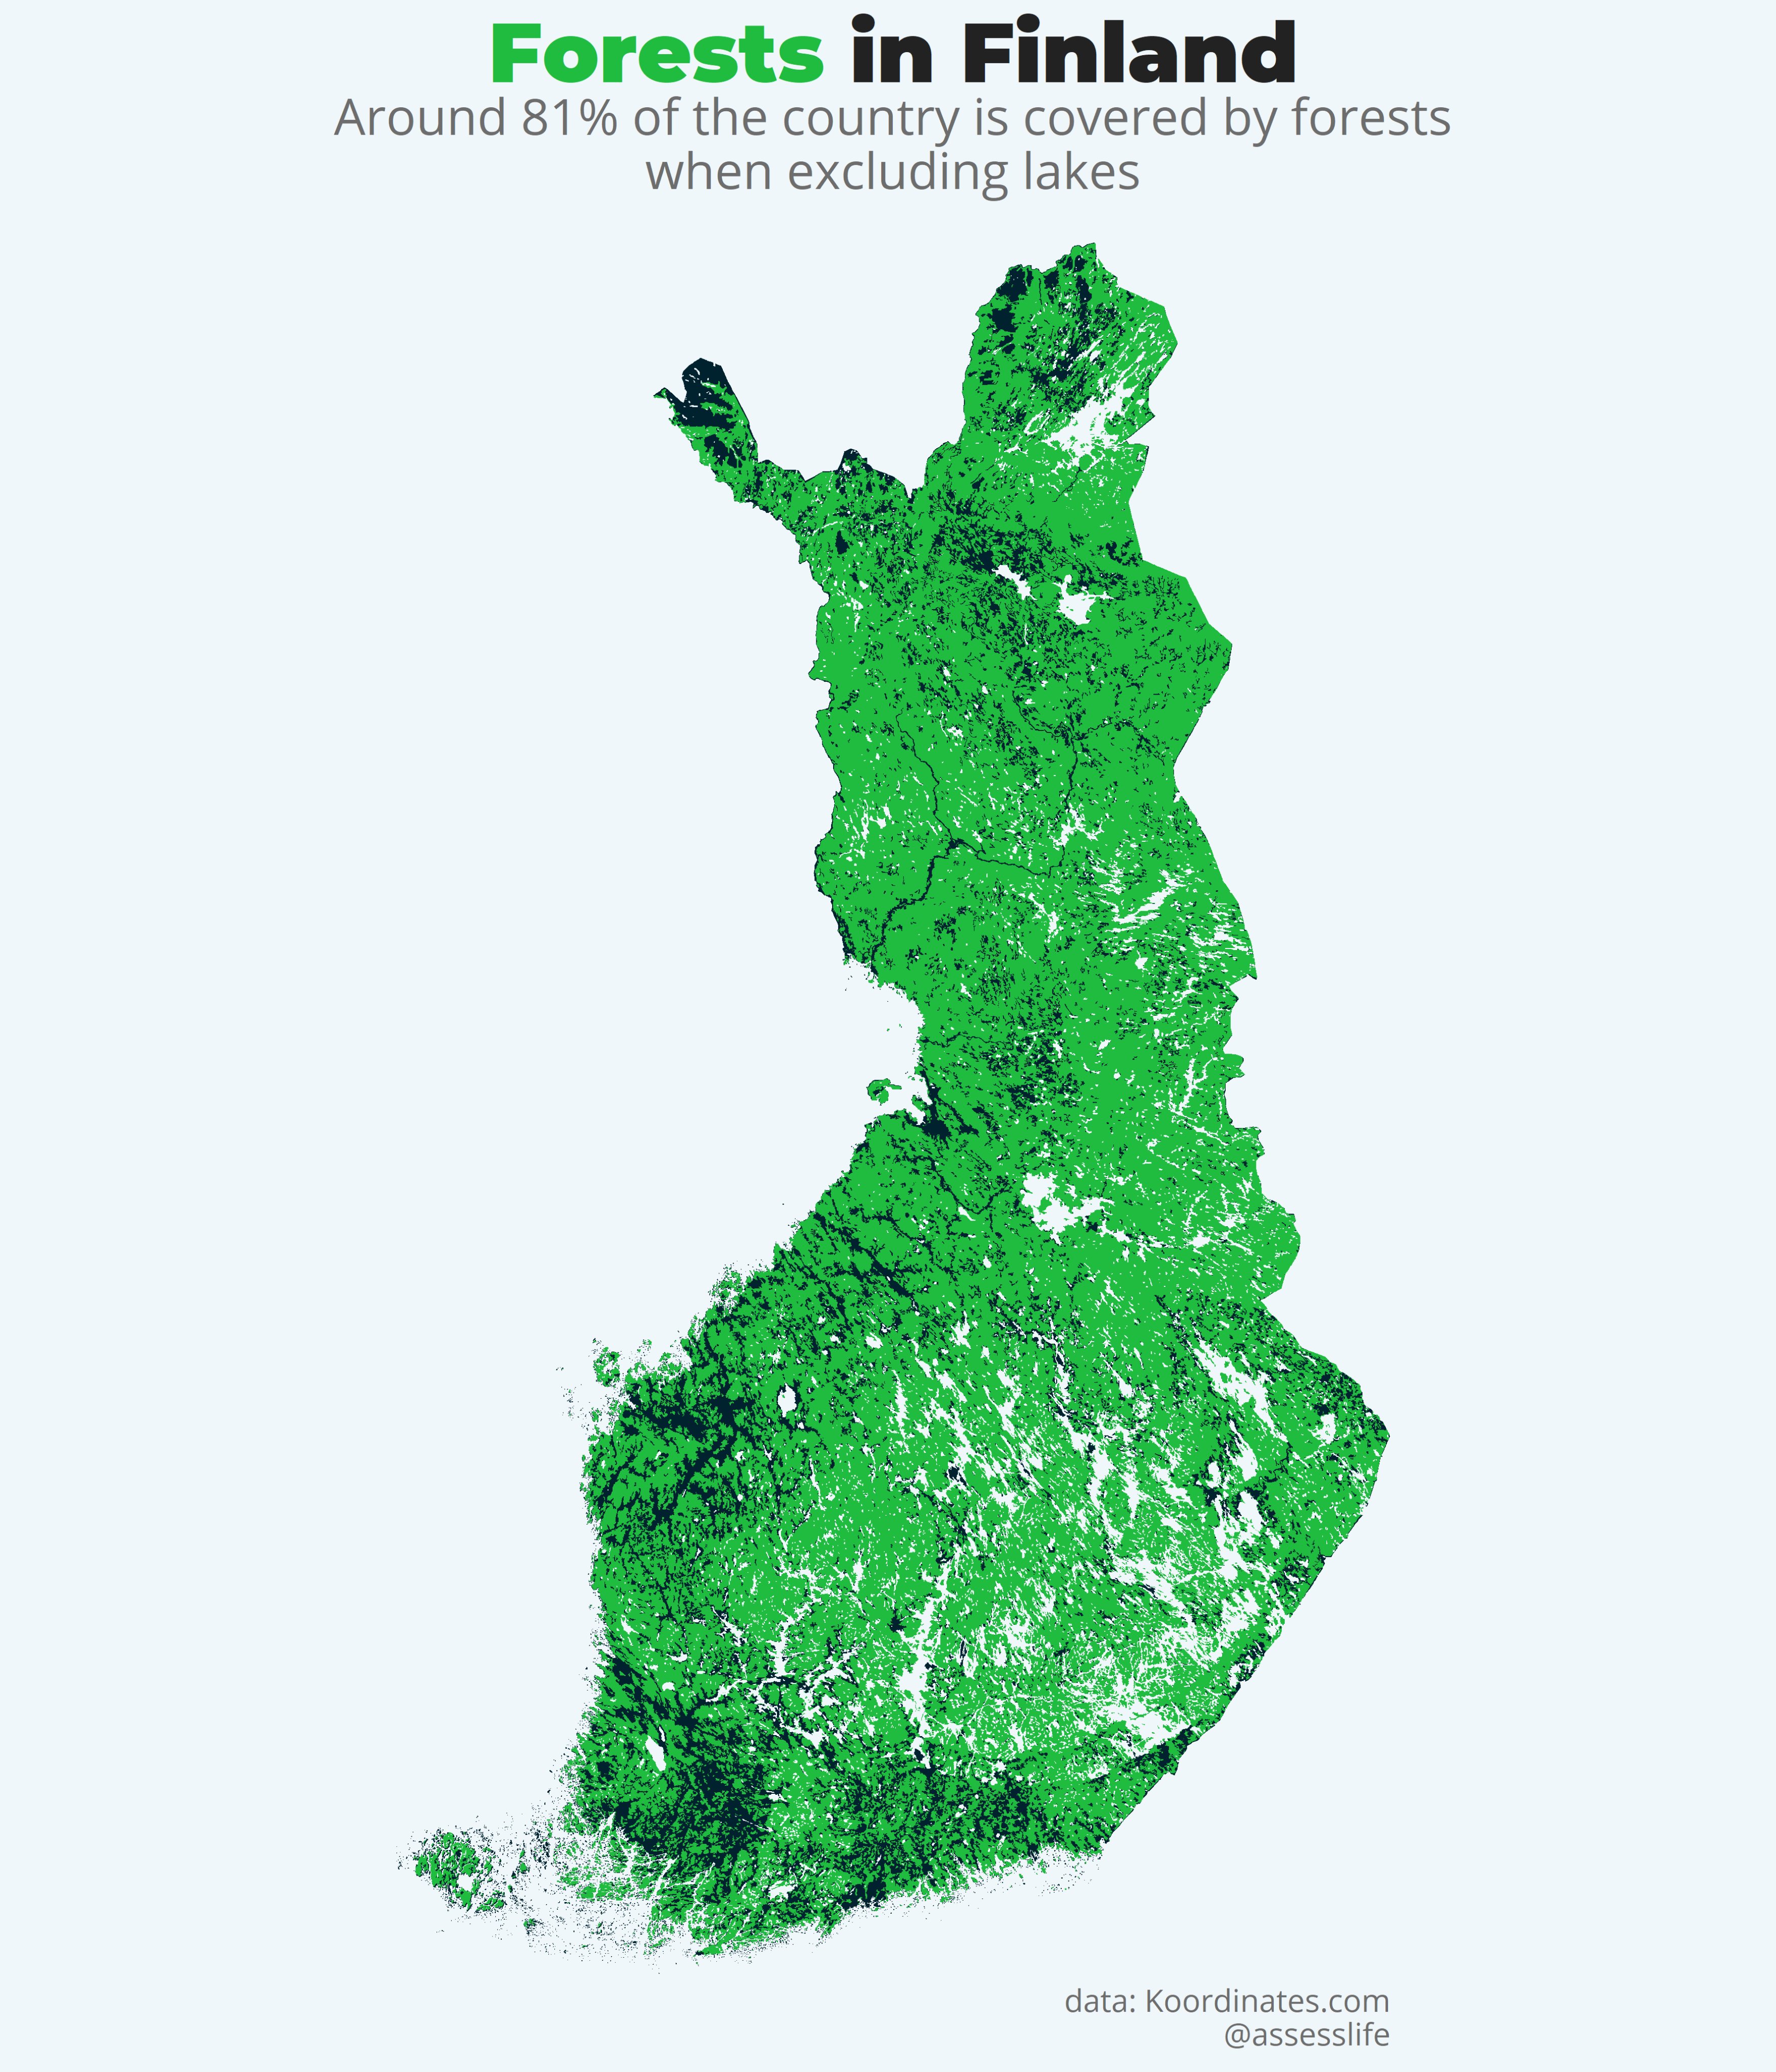 Forests in Finland
Around 81% of the country is covered by forests
when excluding lakes
data: Koordinates.com
@assesslife